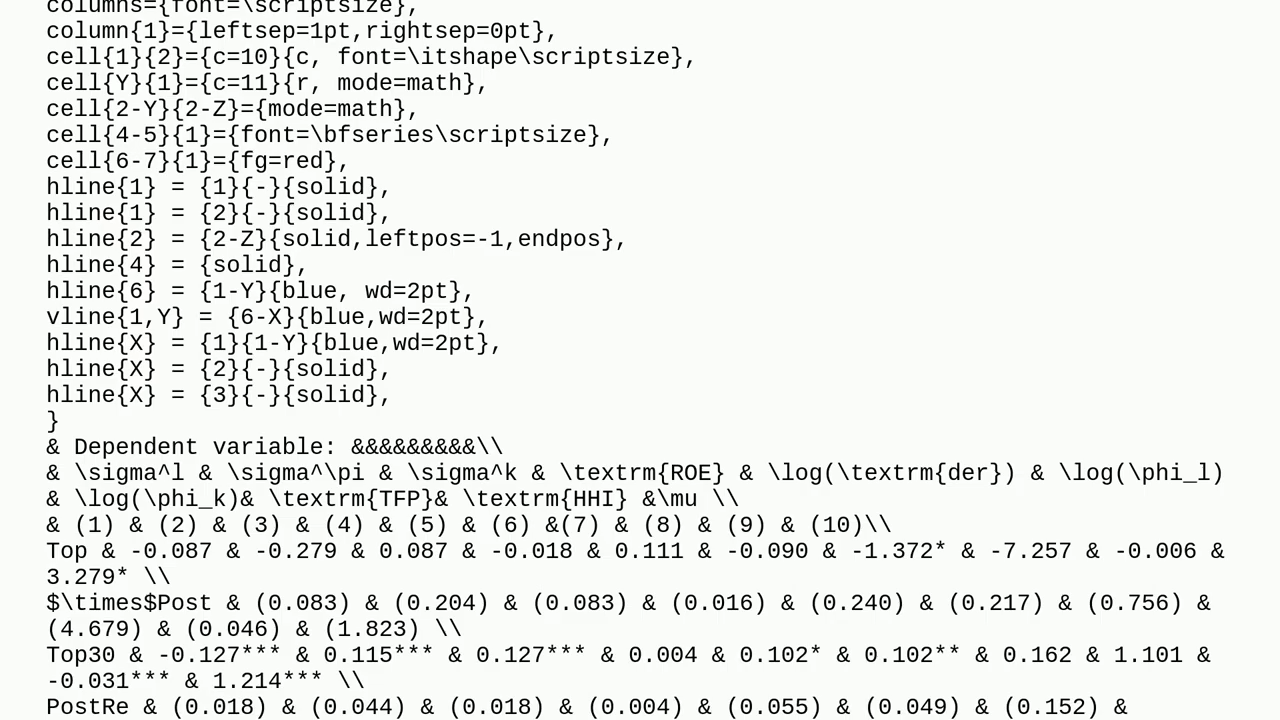 columns={font=\scriptsize},
column{1}={leftsep=1pt,rightsep=0pt},
cell{1}{2}={c=10}{c, font=\itshape\scriptsize},
cell{Y}{1}={c=11}{r, mode=math},
cell{2-Y}{2-Z}={mode=math},
cell{4-5}{1}={font=\bfseries\scriptsize},
cell{6-7}{1}={fg=red},
hline{1} = {1}{-}{solid},
hline{1} = {2}{-}{solid},
hline{2} = {2-Z}{solid,leftpos=-1,endpos},
hline{4} = {solid},
hline{6} = {1-Y}{blue, wd=2pt},
vline{1,Y} = {6-X}{blue,wd=2pt},
hline{X} = {1}{1-Y}{blue,wd=2pt},
hline{X} = {2}{-}{solid},
hline{X} = {3}{-}{solid},
}
& Dependent variable: &&&&&&&&&\\
& \sigma^l & \sigma^\pi & \sigma^k & \textrm{ROE} & \log(\textrm{der}) & \log(\phi_l)
& \log(\phi_k)& \textrm{TFP}& \textrm{HHI} &\mu \\
& (1) & (2) & (3) & (4) & (5) & (6) &(7) & (8) & (9) & (10)\\
Top & -0.087 & -0.279 & 0.087 & -0.018 & 0.111 & -0.090 & -1.372* & -7.257 & -0.006 &
3.279* \\
$\times$Post & (0.083) & (0.204) & (0.083) & (0.016) & (0.240) & (0.217) & (0.756) &
(4.679) & (0.046) & (1.823) \\
Top30 & -0.127*** & 0.115*** & 0.127*** & 0.004 & 0.102* & 0.102** & 0.162 & 1.101 &
-0.031*** & 1.214*** \\
PostRe & (0.018) & (0.044) & (0.018) & (0.004) & (0.055) & (0.049) & (0.152) &